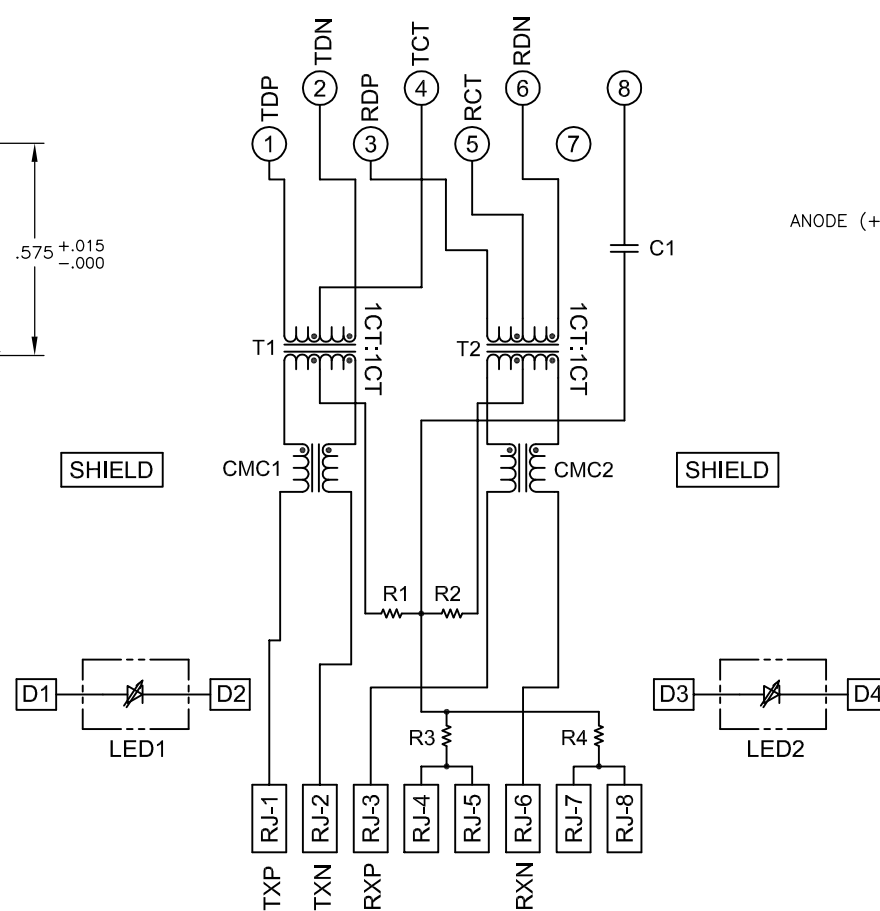 TDN
TCT
RDN
2
4
6
8
TDP
RDP
RCT
1
3
5
7
.575 +.015
-.000
ANODE (+
C1
1CT:1CT
1CT:1CT
T1
T2
SHIELD
CMC1
CMC2
SHIELD
R1
R2
D1
D2
D3
D4
LED1
R3
R4
LED2
RJ-1
RJ-2
RJ-3
RJ-4
RJ-5
RJ-6
RJ-7
RJ-8
TXP
TXN
RXP
RXN